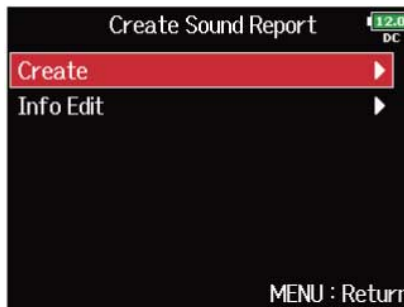 Create Sound Report
12.0
DC
Create
Info Edit
MENU : Return